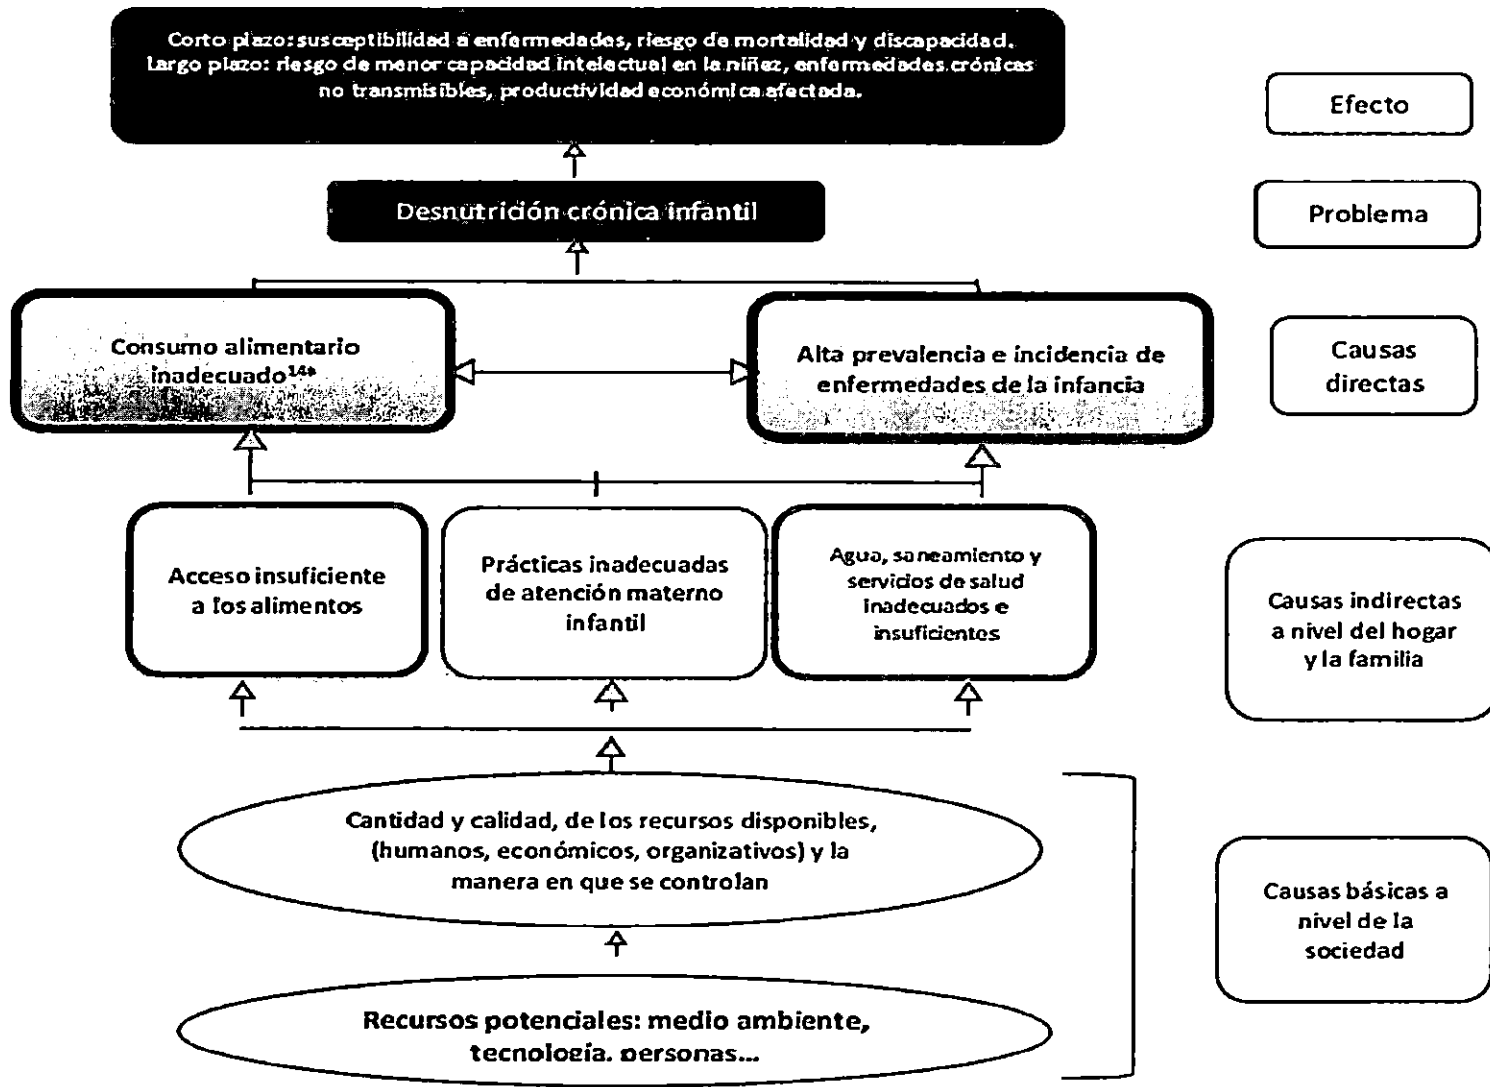 Corto plazo: susceptibilidad a enfermedades, riesgo de mortalidad y discapacidad.
Largo plazo: riesgo de menor capacidad intelectual en la niñez, enfermedades crónicas
no transmisibles, productividad económica afectada.
Efecto
Desnutrición crónica infantil
Problema
Consumo alimentario
inadecuado¹⁴*
Alta prevalencia e incidencia de
enfermedades de la infancia
Causas
directas
Acceso insuficiente
a los alimentos
Prácticas inadecuadas
de atención materno
infantil
Agua, saneamiento y
servicios de salud
inadecuados e
insuficientes
Causas indirectas
a nivel del hogar
y la familia
Cantidad y calidad, de los recursos disponibles,
(humanos, económicos, organizativos) y la
manera en que se controlan
Causas básicas a
nivel de la
sociedad
Recursos potenciales: medio ambiente,
tecnología, personas...